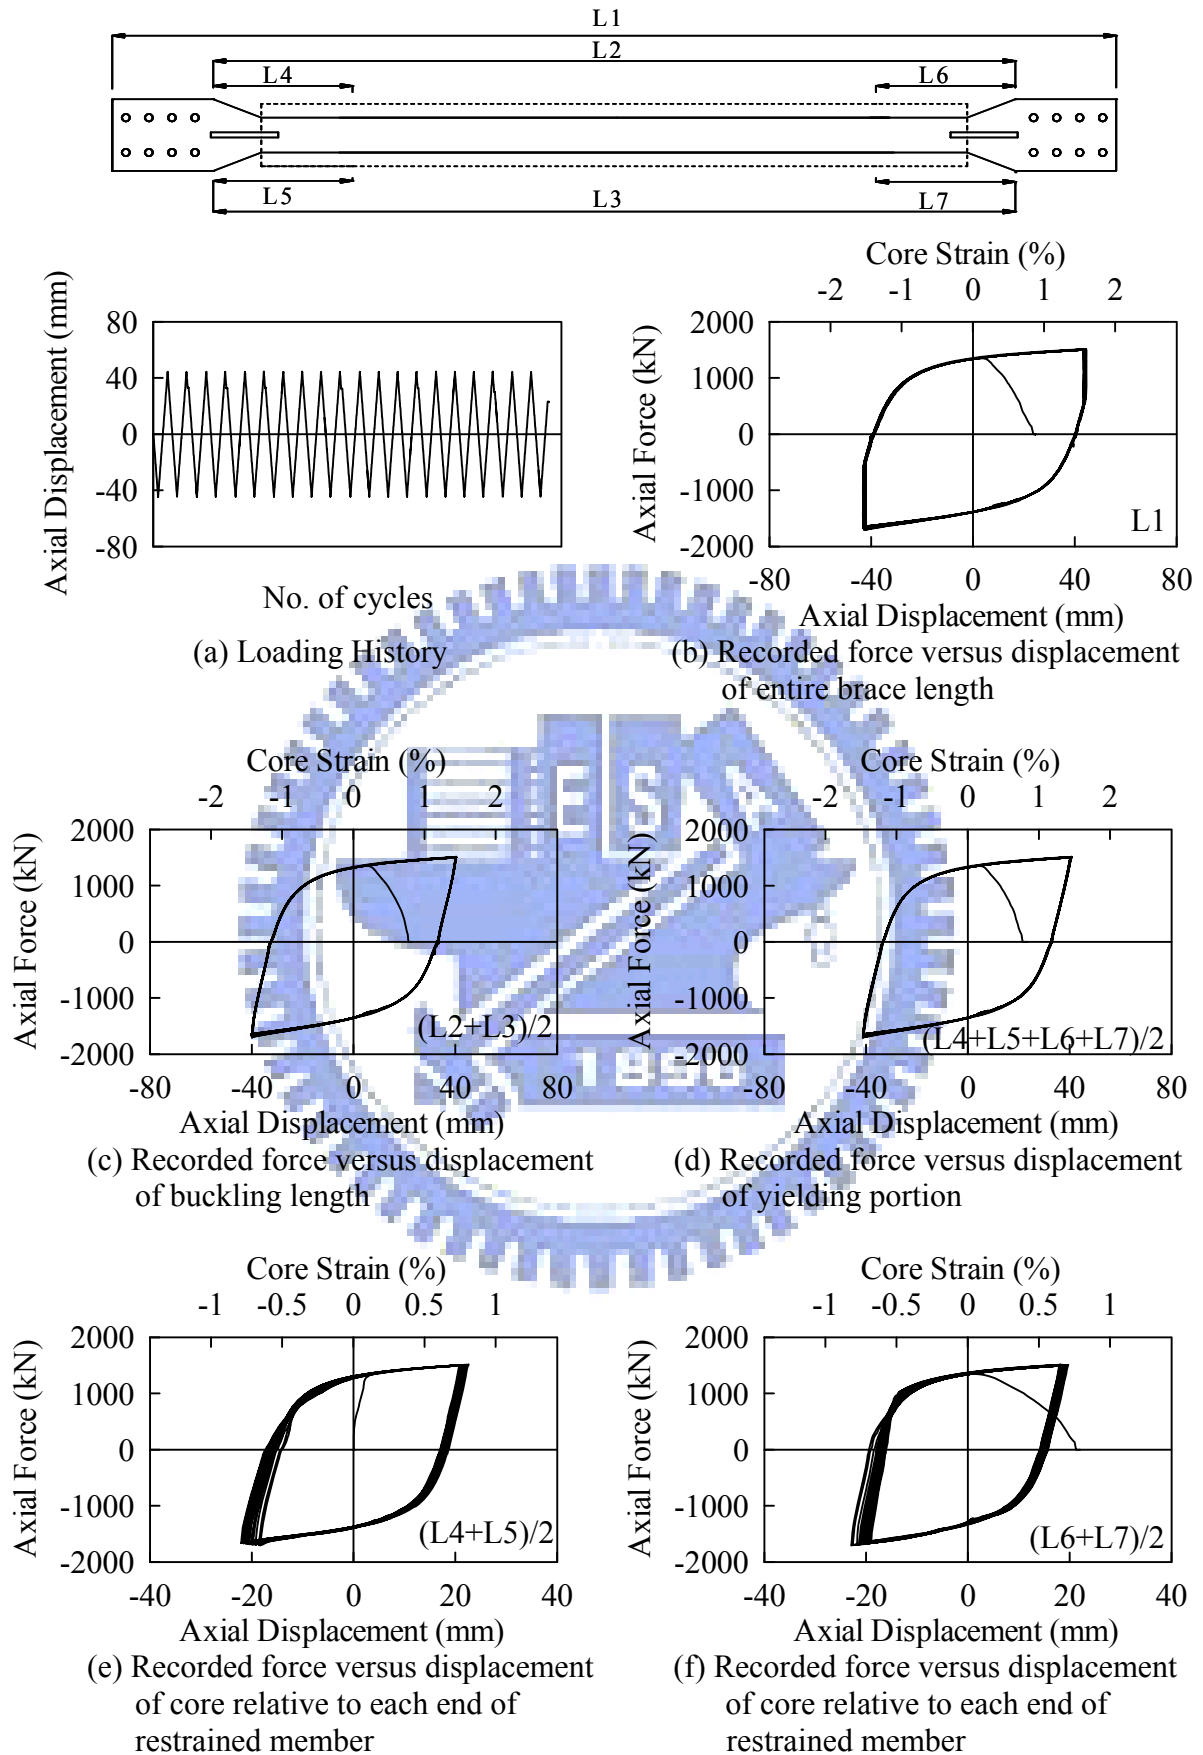 L1
L2
L4
L6
L5
L3
L7
Axial Displacement (mm)
80
40
0
-40
-80
No. of cycles
(a) Loading History
Core Strain (%)
-2 -1 0 1 2
Axial Force (kN)
2000
1000
0
-1000
-2000
L1
-80 -40 0 40 80
Axial Displacement (mm)
(b) Recorded force versus displacement
of entire brace length
Core Strain (%)
-2 -1 0 1 2
Axial Force (kN)
2000
1000
0
-1000
-2000
(L2+L3)/2
-80 -40 0 40 80
Axial Displacement (mm)
(c) Recorded force versus displacement
of buckling length
Core Strain (%)
-2 -1 0 1 2
Axial Force (kN)
2000
1000
0
-1000
-2000
(L4+L5+L6+L7)/2
-80 -40 0 40 80
Axial Displacement (mm)
(d) Recorded force versus displacement
of yielding portion
ES
1896
Core Strain (%)
-1 -0.5 0 0.5 1
Axial Force (kN)
2000
1000
0
-1000
-2000
(L4+L5)/2
-40 -20 0 20 40
Axial Displacement (mm)
(e) Recorded force versus displacement
of core relative to each end of
restrained member
Core Strain (%)
-1 -0.5 0 0.5 1
Axial Force (kN)
2000
1000
0
-1000
-2000
(L6+L7)/2
-40 -20 0 20 40
Axial Displacement (mm)
(f) Recorded force versus displacement
of core relative to each end of
restrained member